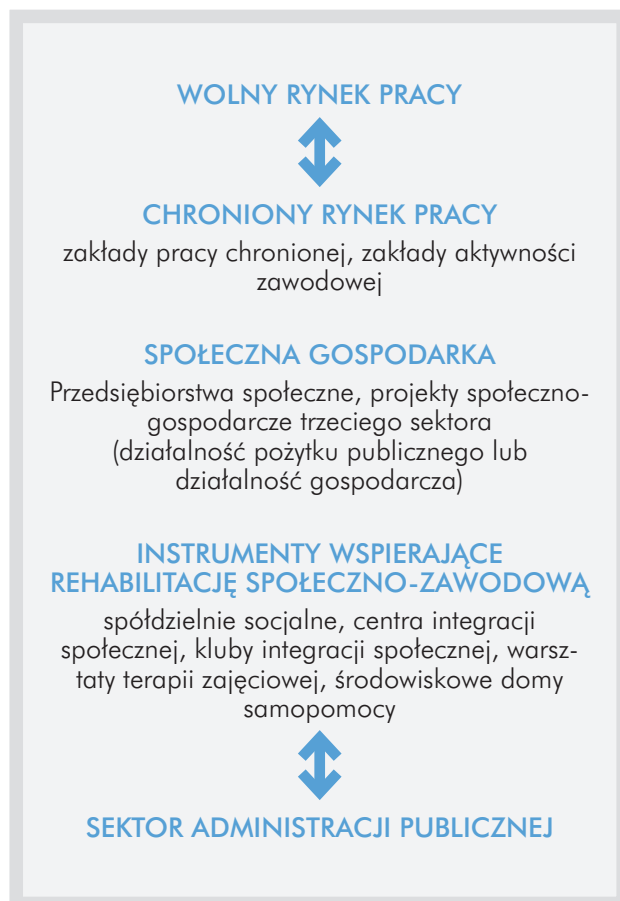 WOLNY RYNEK PRACY
CHRONIONY RYNEK PRACY
zakłady pracy chronionej, zakłady aktywności
zawodowej
SPOŁECZNA GOSPODARKA
Przedsiębiorstwa społeczne, projekty społeczno-
gospodarcze trzeciego sektora
(działalność pożytku publicznego lub
działalność gospodarcza)
INSTRUMENTY WSPIERAJĄCE
REHABILITACJĘ SPOŁECZNO-ZAWODOWĄ
spółdzielnie socjalne, centra integracji
społecznej, kluby integracji społecznej, warsz-
taty terapii zajęciowej, środowiskowe domy
samopomocy
SEKTOR ADMINISTRACJI PUBLICZNEJ